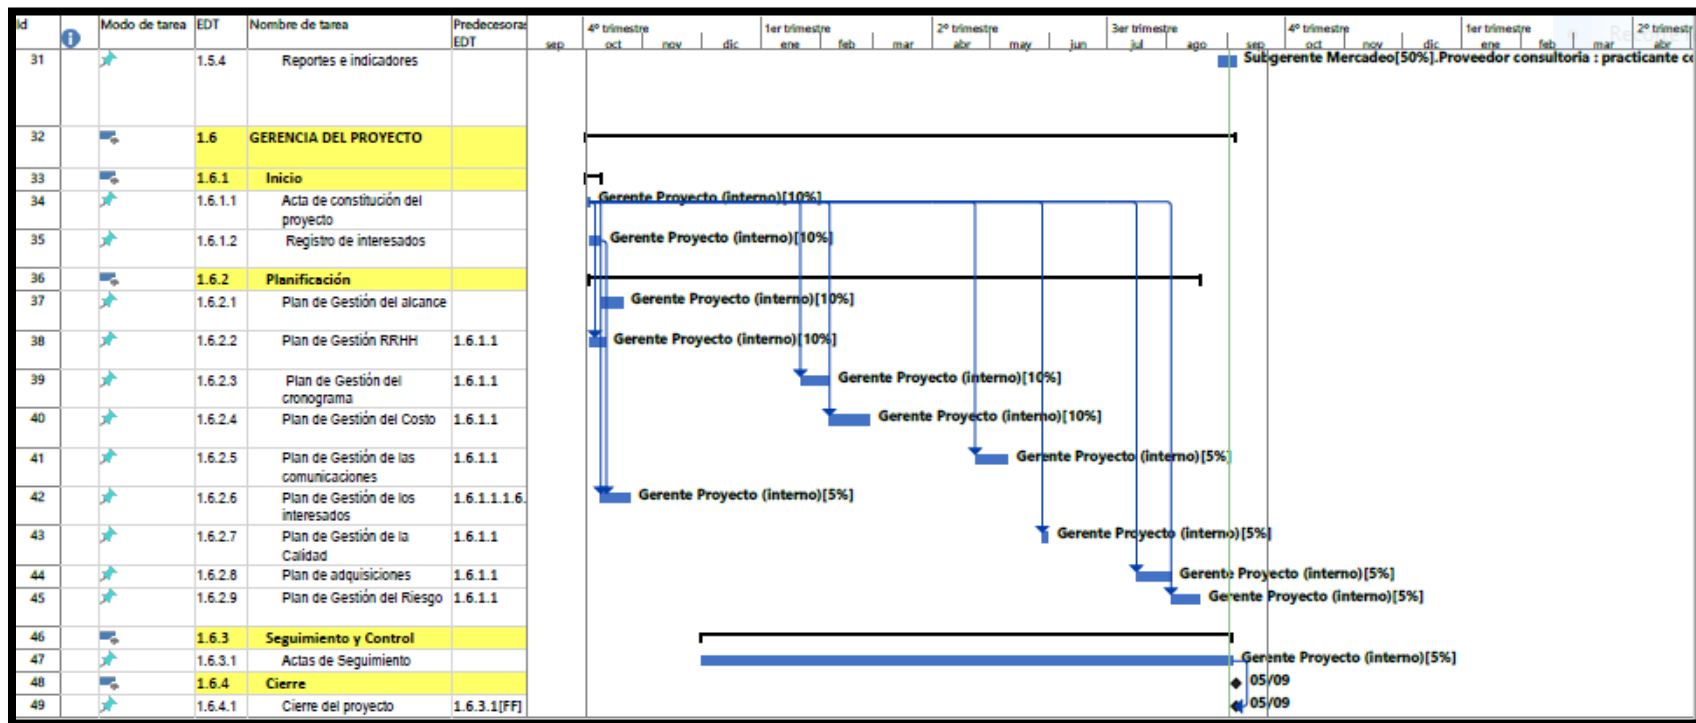 Id Modo de tarea EDT Nombre de tarea Predecesoras
EDT
4º trimestre 1er trimestre 2º trimestre 3er trimestre 4º trimestre 1er trimestre 2º trimestr
sep oct nov dic ene feb mar abr may jun jul ago sep oct nov dic ene feb mar abr
31 1.5.4 Reportes e indicadores Subgerente Mercadeo[50%].Proveedor consultoria : practicante co
32 1.6 GERENCIA DEL PROYECTO
33 1.6.1 Inicio
34 1.6.1.1 Acta de constitución del Gerente Proyecto (interno)[10%]
proyecto
35 1.6.1.2 Registro de interesados Gerente Proyecto (interno)[10%]
36 1.6.2 Planificación
37 1.6.2.1 Plan de Gestión del alcance Gerente Proyecto (interno)[10%]
38 1.6.2.2 Plan de Gestión RRHH 1.6.1.1 Gerente Proyecto (interno)[10%]
39 1.6.2.3 Plan de Gestión del 1.6.1.1 Gerente Proyecto (interno)[10%]
cronograma
40 1.6.2.4 Plan de Gestión del Costo 1.6.1.1 Gerente Proyecto (interno)[10%]
41 1.6.2.5 Plan de Gestión de las 1.6.1.1 Gerente Proyecto (interno)[5%]
comunicaciones
42 1.6.2.6 Plan de Gestión de los 1.6.1.1.1.6. Gerente Proyecto (interno)[5%]
interesados
43 1.6.2.7 Plan de Gestión de la 1.6.1.1 Gerente Proyecto (interno)[5%]
Calidad
44 1.6.2.8 Plan de adquisiciones 1.6.1.1 Gerente Proyecto (interno)[5%]
45 1.6.2.9 Plan de Gestión del Riesgo 1.6.1.1 Gerente Proyecto (interno)[5%]
46 1.6.3 Seguimiento y Control
47 1.6.3.1 Actas de Seguimiento Gerente Proyecto (interno)[5%]
48 1.6.4 Cierre 05/09
49 1.6.4.1 Cierre del proyecto 1.6.3.1[FF] 05/09